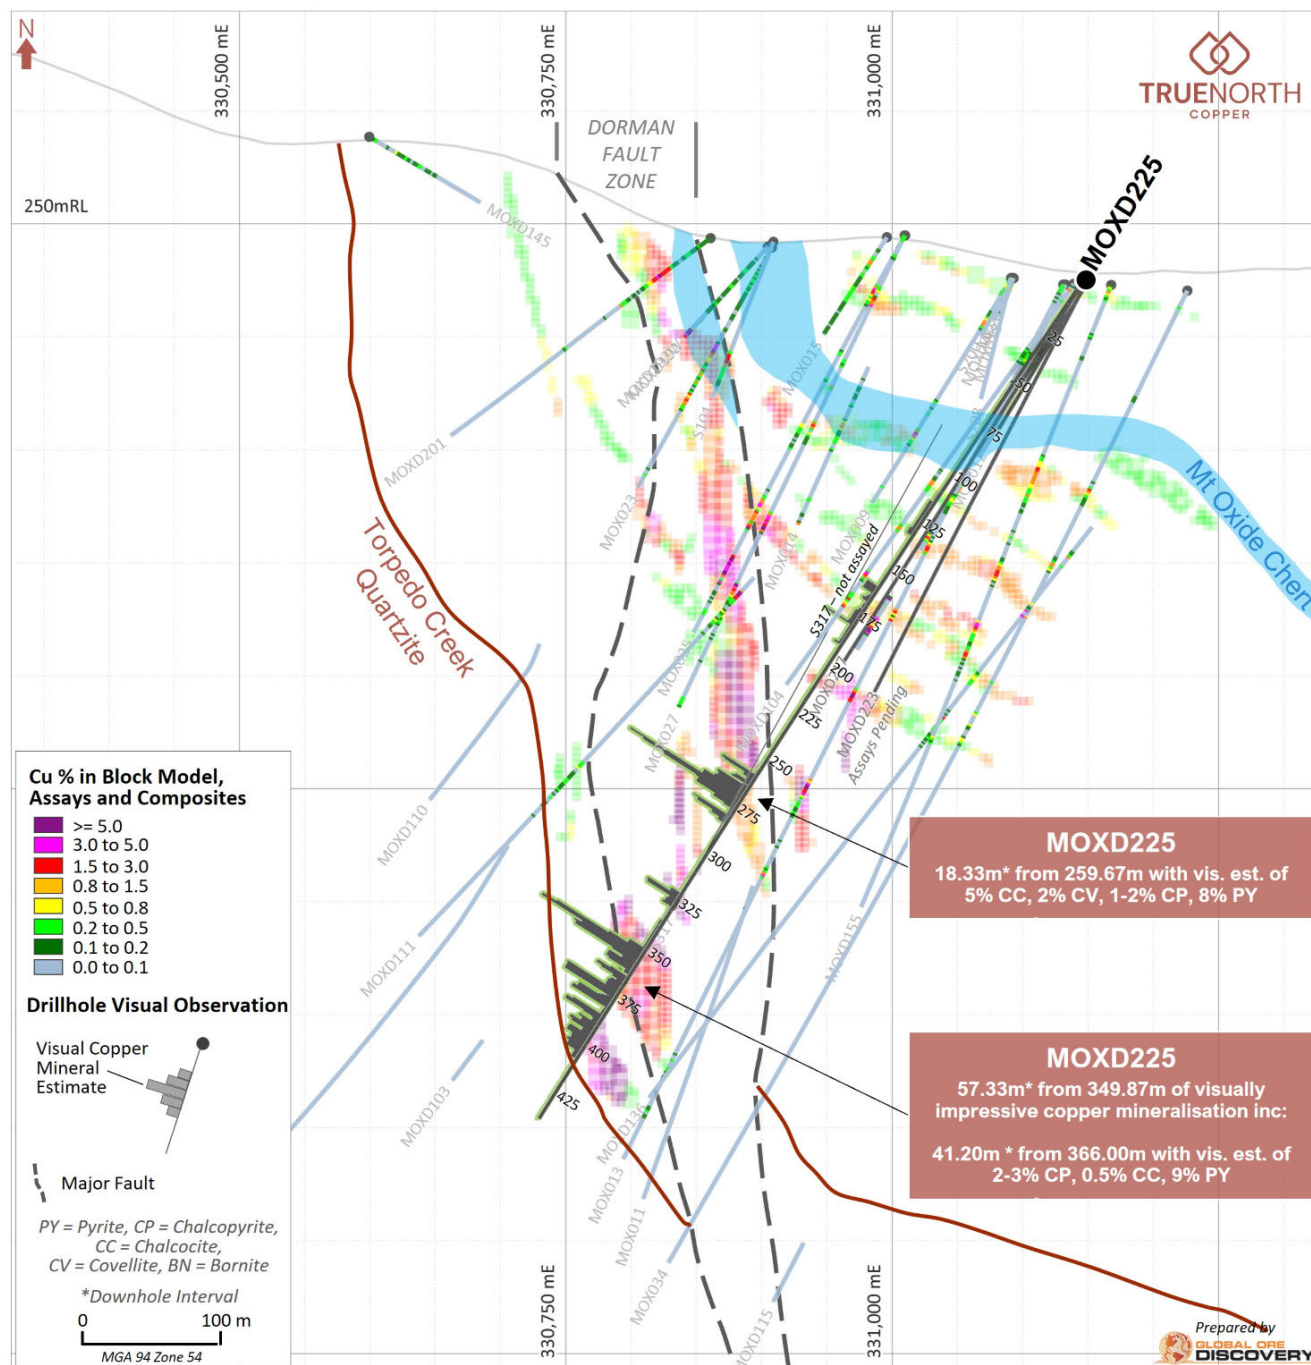 N
330,500 mE
330,750 mE
331,000 mE
TRUENORTH
COPPER
DORMAN
FAULT
ZONE
MOXD225
250mRL
MOXD145
MOXD201
S101
MOX015
MOX023
MOX014
MOX009
S317 – not assayed
25
50
75
100
125
150
175
200
225
250
275
300
325
350
375
400
425
Mt Oxide Chert
Torpedo Creek
Quartzite
MOX025
MOX027
MOXD104
MOXD223
Assays Pending
MOXD110
MOXD111
MOXD155
MOXD103
MOXD136
MOX013
MOX011
MOX034
MOXD115
MOXD225
18.33m* from 259.67m with vis. est. of
5% CC, 2% CV, 1-2% CP, 8% PY
MOXD225
57.33m* from 349.87m of visually
impressive copper mineralisation inc:
41.20m * from 366.00m with vis. est. of
2-3% CP, 0.5% CC, 9% PY
Cu % in Block Model,
Assays and Composites
>= 5.0
3.0 to 5.0
1.5 to 3.0
0.8 to 1.5
0.5 to 0.8
0.2 to 0.5
0.1 to 0.2
0.0 to 0.1
Drillhole Visual Observation
Visual Copper
Mineral
Estimate
Major Fault
PY = Pyrite, CP = Chalcopyrite,
CC = Chalcocite,
CV = Covellite, BN = Bornite
*Downhole Interval
0 100 m
MGA 94 Zone 54
330,750 mE
331,000 mE
Prepared by
GLOBAL ORE
DISCOVERY